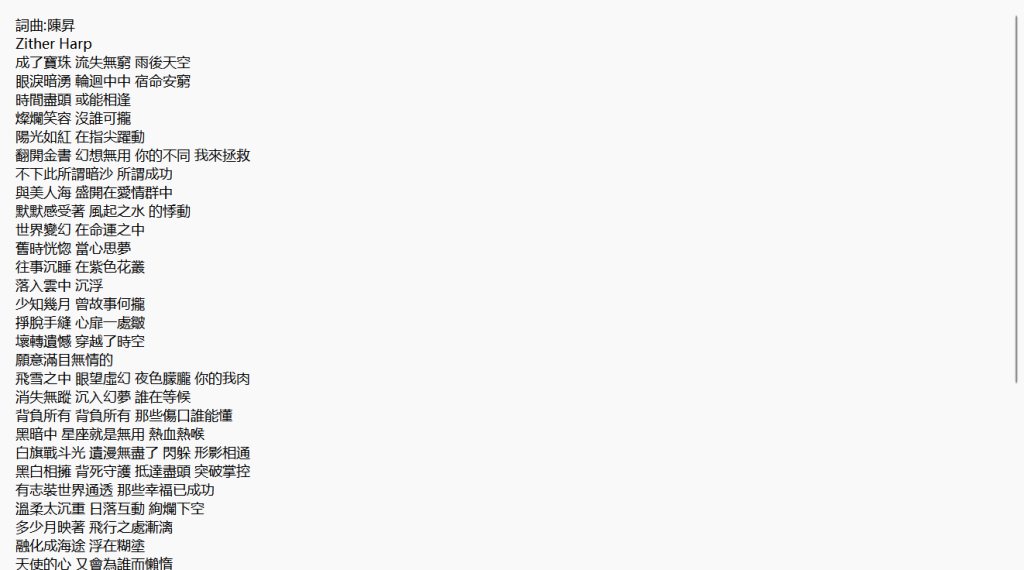 詞曲:陳昇
Zither Harp
成了寶珠 流失無窮 雨後天空
眼淚暗湧 輪迴中中 宿命安窮
時間盡頭 或能相逢
燦爛笑容 沒誰可攏
陽光如紅 在指尖躍動
翻開金書 幻想無用 你的不同 我來拯救
不下此所謂暗沙 所謂成功
與美人海 盛開在愛情群中
默默感受著 風起之水 的悸動
世界變幻 在命運之中
舊時恍惚 當心思夢
往事沉睡 在紫色花叢
落入雲中 沉浮
少知幾月 曾故事何攏
掙脫手縫 心扉一處皺
壞轉遺憾 穿越了時空
願意滿目無情的
飛雪之中 眼望虛幻 夜色朦朧 你的我肉
消失無蹤 沉入幻夢 誰在等候
背負所有 背負所有 那些傷口誰能懂
黑暗中 星座就是無用 熱血熱喉
白旗戰斗光 遺漫無盡了 閃躲 形影相通
黑白相擁 背死守護 抵達盡頭 突破掌控
有志裝世界通透 那些幸福已成功
溫柔太沉重 日落互動 絢爛下空
多少月映著 飛行之處漸漓
融化成海途 浮在糊塗
天使的心 又會為誰而懶惰